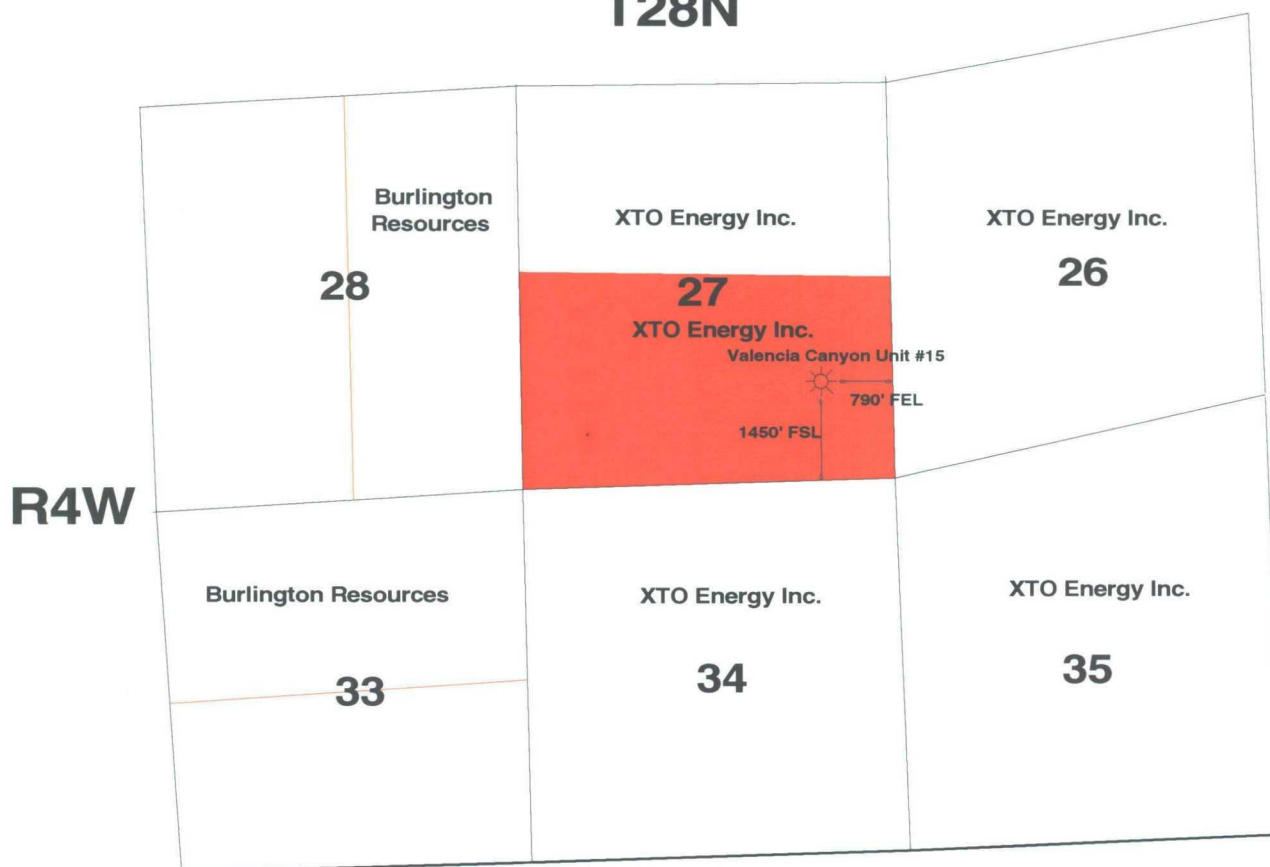 T28N
Burlington
Resources
XTO Energy Inc.
XTO Energy Inc.
28
27
26
XTO Energy Inc.
Valencia Canyon Unit #15
790' FEL
1450' FSL
R4W
Burlington Resources
XTO Energy Inc.
XTO Energy Inc.
33
34
35